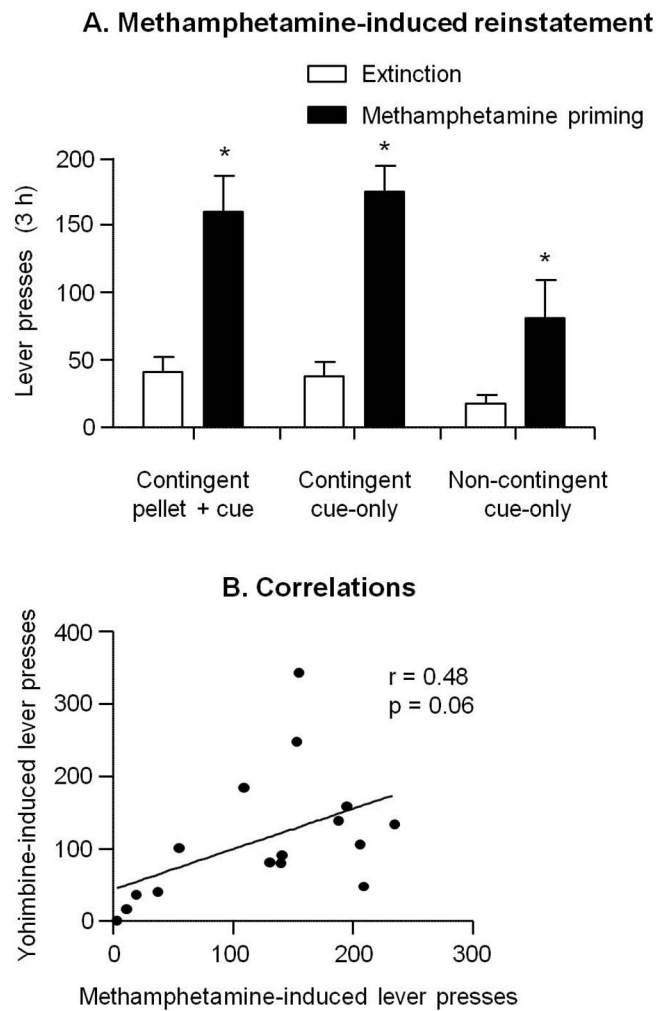 A. Methamphetamine-induced reinstatement
Extinction
Methamphetamine priming
Lever presses (3 h)
200
150
100
50
0
*
*
*
Contingent
pellet + cue
Contingent
cue-only
Non-contingent
cue-only
B. Correlations
Yohimbine-induced lever presses
400
300
200
100
0
r = 0.48
p = 0.06
0
100
200
300
Methamphetamine-induced lever presses